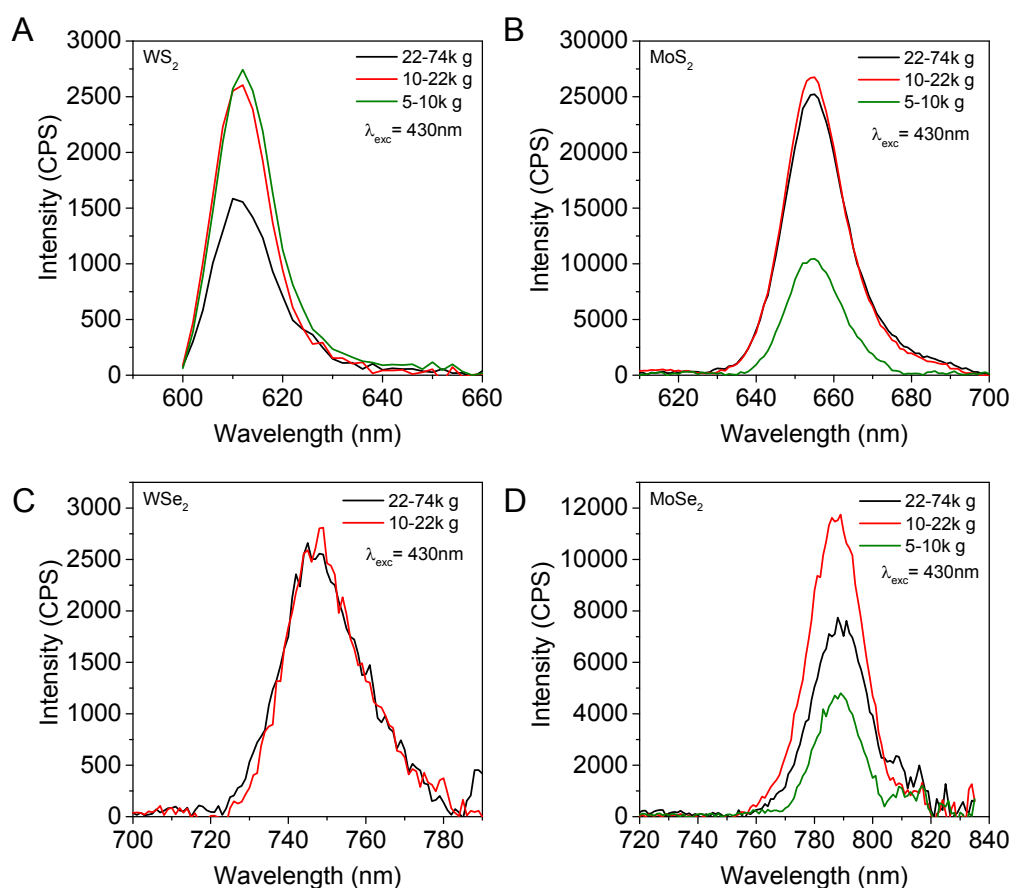 A
WS2
22-74k g
10-22k g
5-10k g
λexc= 430nm
3000
2500
2000
1500
1000
500
0
600 620 640 660
Intensity (CPS)
Wavelength (nm)
B
MoS2
22-74k g
10-22k g
5-10k g
λexc= 430nm
30000
25000
20000
15000
10000
5000
0
620 640 660 680 700
Intensity (CPS)
Wavelength (nm)
C
WSe2
22-74k g
10-22k g
λexc= 430nm
3000
2500
2000
1500
1000
500
0
700 720 740 760 780
Intensity (CPS)
Wavelength (nm)
D
MoSe2
22-74k g
10-22k g
5-10k g
λexc= 430nm
12000
10000
8000
6000
4000
2000
0
720 740 760 780 800 820 840
Intensity (CPS)
Wavelength (nm)